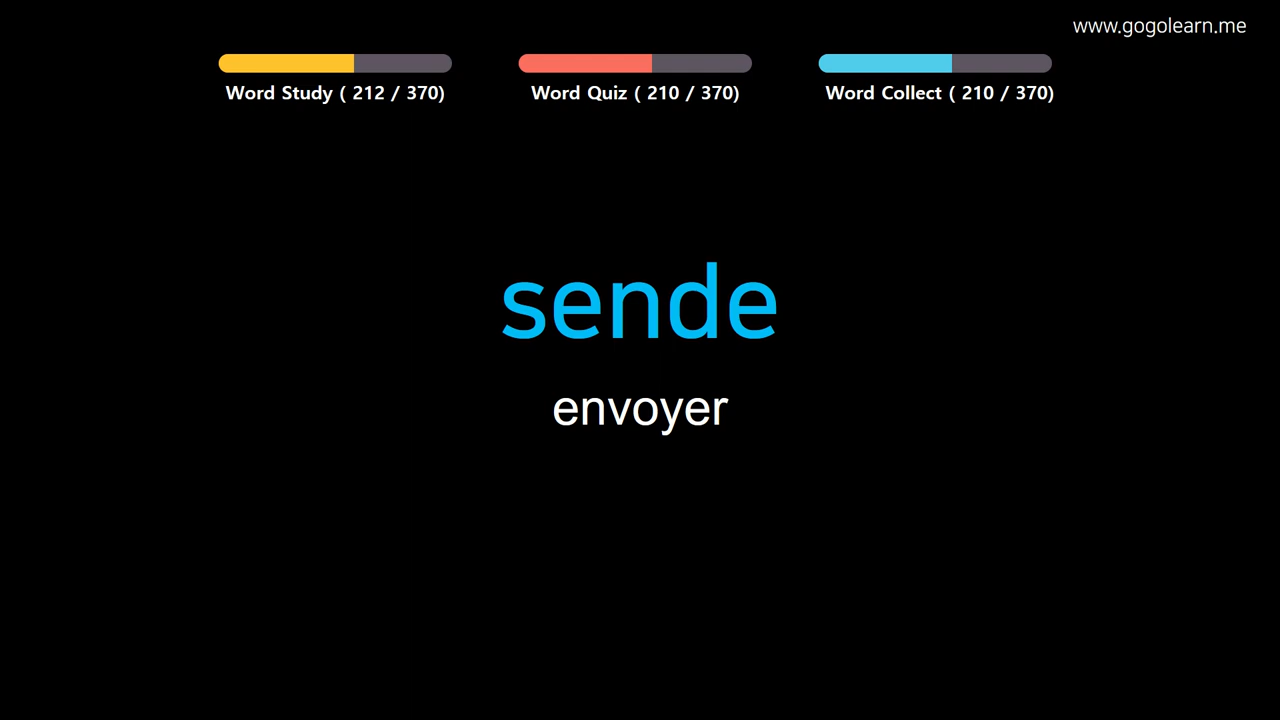 www.gogolearn.me
Word Study ( 212 / 370)
Word Quiz ( 210 / 370)
Word Collect ( 210 / 370)
sende
envoyer